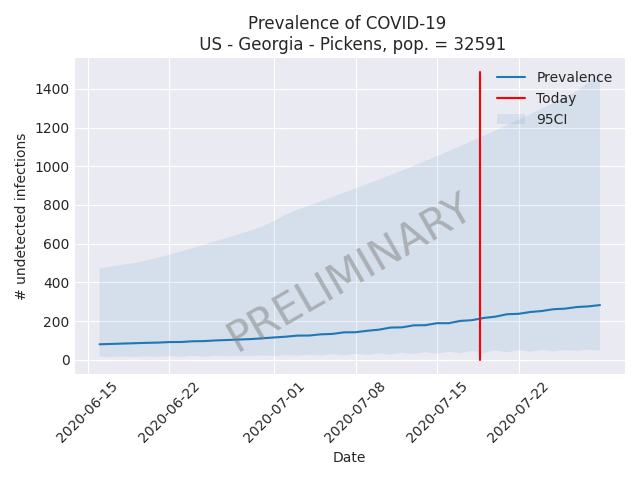 Prevalence of COVID-19
US - Georgia - Pickens, pop. = 32591
# undetected infections
1400
1200
1000
800
600
400
200
0
Prevalence
Today
95CI
PRELIMINARY
2020-06-15
2020-06-22
2020-07-01
2020-07-08
2020-07-15
2020-07-22
Date